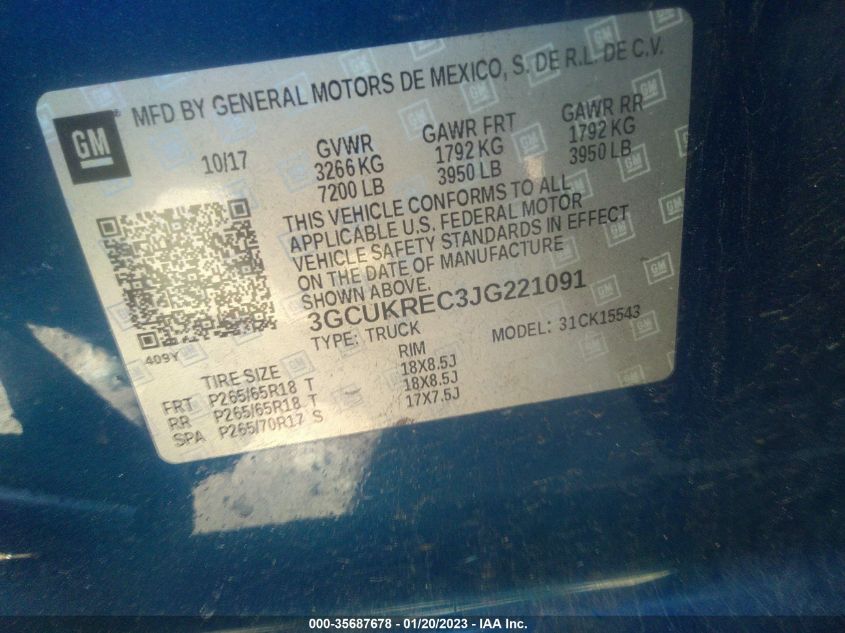 GM
MFD BY GENERAL MOTORS DE MEXICO, S. DE R.L. DE C.V.
10/17 GVWR GAWR FRT GAWR RR
3266 KG 1792 KG 1792 KG
7200 LB 3950 LB 3950 LB
THIS VEHICLE CONFORMS TO ALL
APPLICABLE U.S. FEDERAL MOTOR
VEHICLE SAFETY STANDARDS IN EFFECT
ON THE DATE OF MANUFACTURE
SHOWN ABOVE.
3GCUKREC3JG221091
TYPE: TRUCK MODEL: 31CK15543
409Y
TIRE SIZE RIM
FRT P265/65R18 T 18X8.5J
RR P265/65R18 T 18X8.5J
SPA P265/70R17 S 17X7.5J
000-35687678 - 01/20/2023 - IAA Inc.